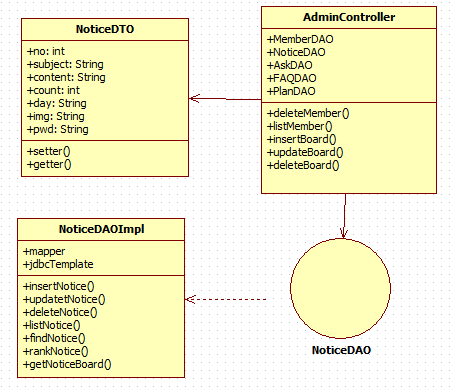 NoticeDTO
+no: int
+subject: String
+content: String
+count: int
+day: String
+img: String
+pwd: String
+setter()
+getter()
AdminController
+MemberDAO
+NoticeDAO
+AskDAO
+FAQDAO
+PlanDAO
+deleteMember()
+listMember()
+insertBoard()
+updateBoard()
+deleteBoard()
NoticeDAOImpl
+mapper
+jdbcTemplate
+insertNotice()
+updatetNotice()
+deleteNotice()
+listNotice()
+findNotice()
+rankNotice()
+getNoticeBoard()
NoticeDAO